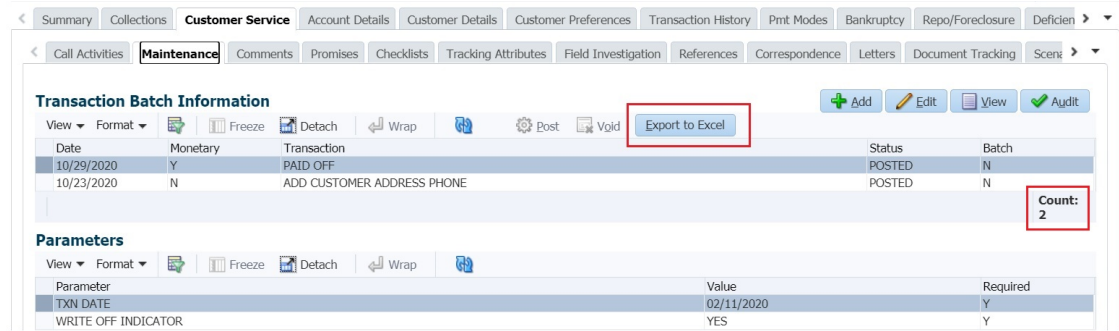 Summary Collections Customer Service Account Details Customer Details Customer Preferences Transaction History Pmt Modes Bankruptcy Repo/Foreclosure Deficien
Call Activities Maintenance Comments Promises Checklists Tracking Attributes Field Investigation References Correspondence Letters Document Tracking Scena
Transaction Batch Information Add Edit View Audit
View Format Freeze Detach Wrap Post Void Export to Excel
Date Monetary Transaction Status Batch
10/29/2020 Y PAID OFF POSTED N
10/23/2020 N ADD CUSTOMER ADDRESS PHONE POSTED N
Count:
2
Parameters
View Format Freeze Detach Wrap
Parameter Value Required
TXN DATE 02/11/2020 Y
WRITE OFF INDICATOR YES Y